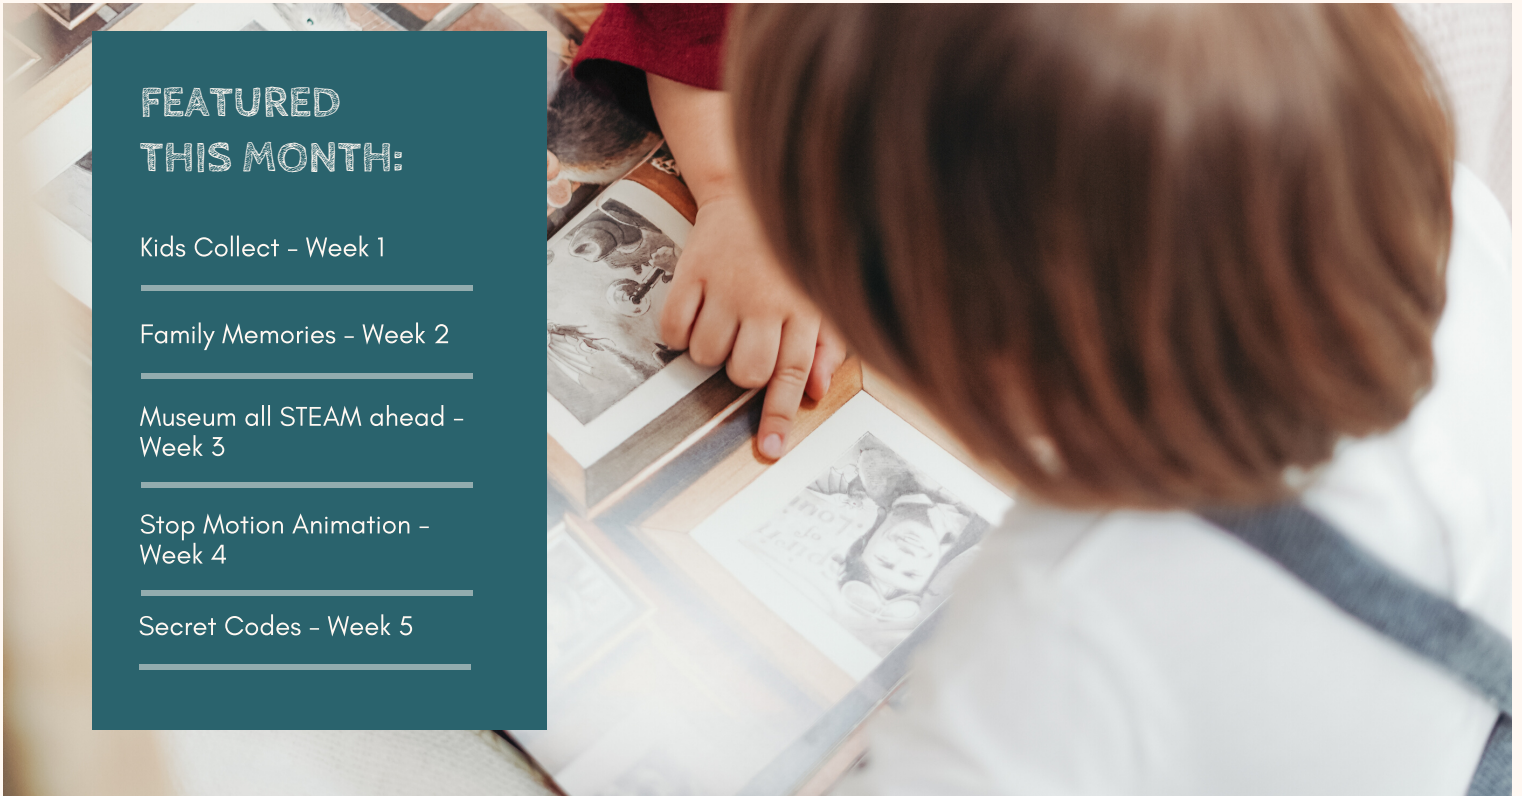 FEATURED
THIS MONTH:
Kids Collect - Week 1
Family Memories - Week 2
Museum all STEAM ahead -
Week 3
Stop Motion Animation -
Week 4
Secret Codes - Week 5